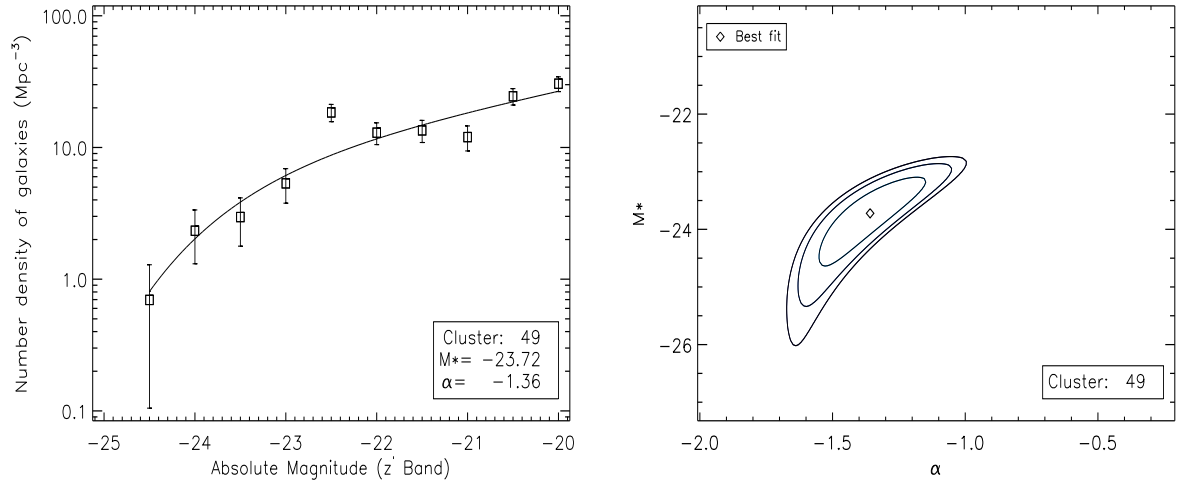 100.0
10.0
1.0
0.1
Number density of galaxies (Mpc⁻³)
Cluster: 49
M*= −23.72
α= −1.36
−25 −24 −23 −22 −21 −20
Absolute Magnitude (z' Band)
Best fit
−22
−24
−26
M*
Cluster: 49
−2.0 −1.5 −1.0 −0.5
α